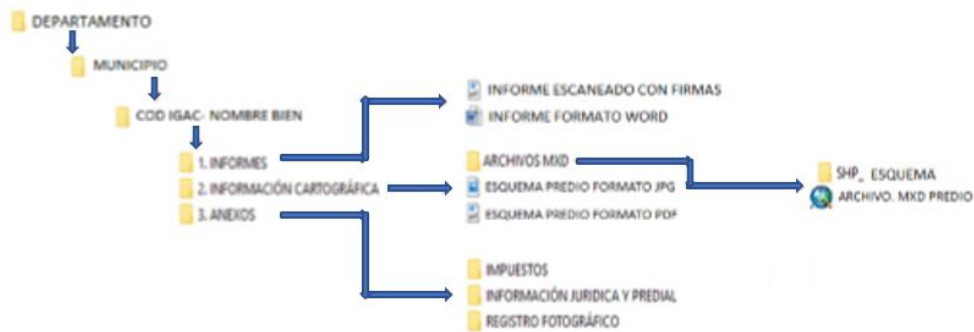 DEPARTAMENTO
MUNICIPIO
COD IGAC- NOMBRE BIEN
1. INFORMES
2. INFORMACIÓN CARTOGRÁFICA
3. ANEXOS
INFORME ESCANEADO CON FIRMAS
INFORME FORMATO WORD
ARCHIVOS MXD
ESQUEMA PREDIO FORMATO JPG
ESQUEMA PREDIO FORMATO PDF
SHP_ ESQUEMA
ARCHIVO. MXD PREDIO
IMPUESTOS
INFORMACIÓN JURIDICA Y PREDIAL
REGISTRO FOTOGRÁFICO